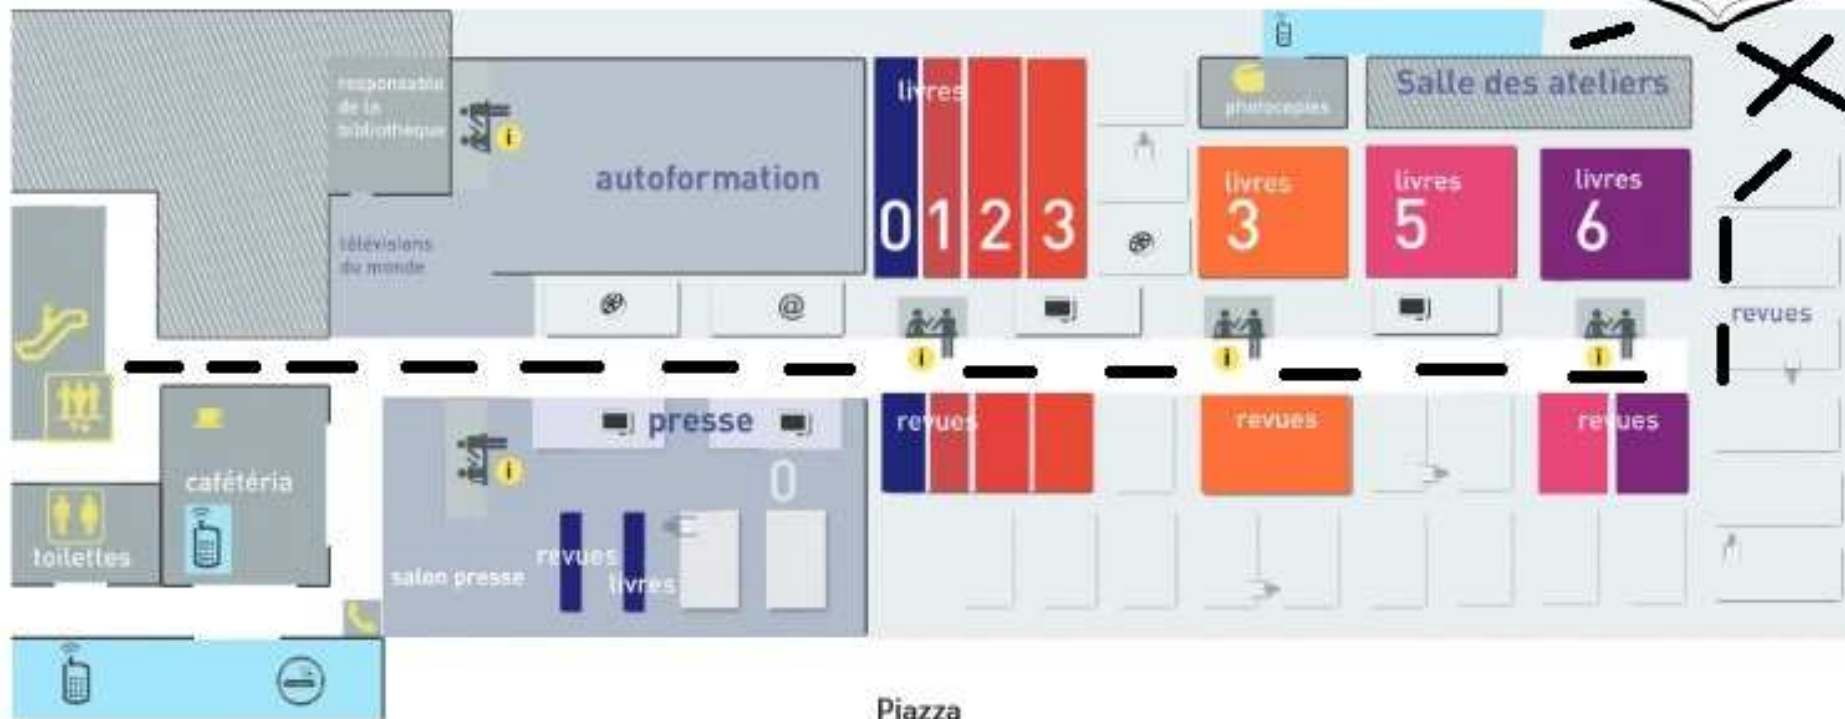 responsable
de la
bibliothèque
i
autoformation
télévisions
du monde
livres
0 1 2 3
photocopies
Salle des ateliers
livres
3
livres
5
livres
6
@
i
i
i
revues
cafétéria
toilettes
presse
i
0
salon presse
revues
livres
revues
revues
revues
Piazza